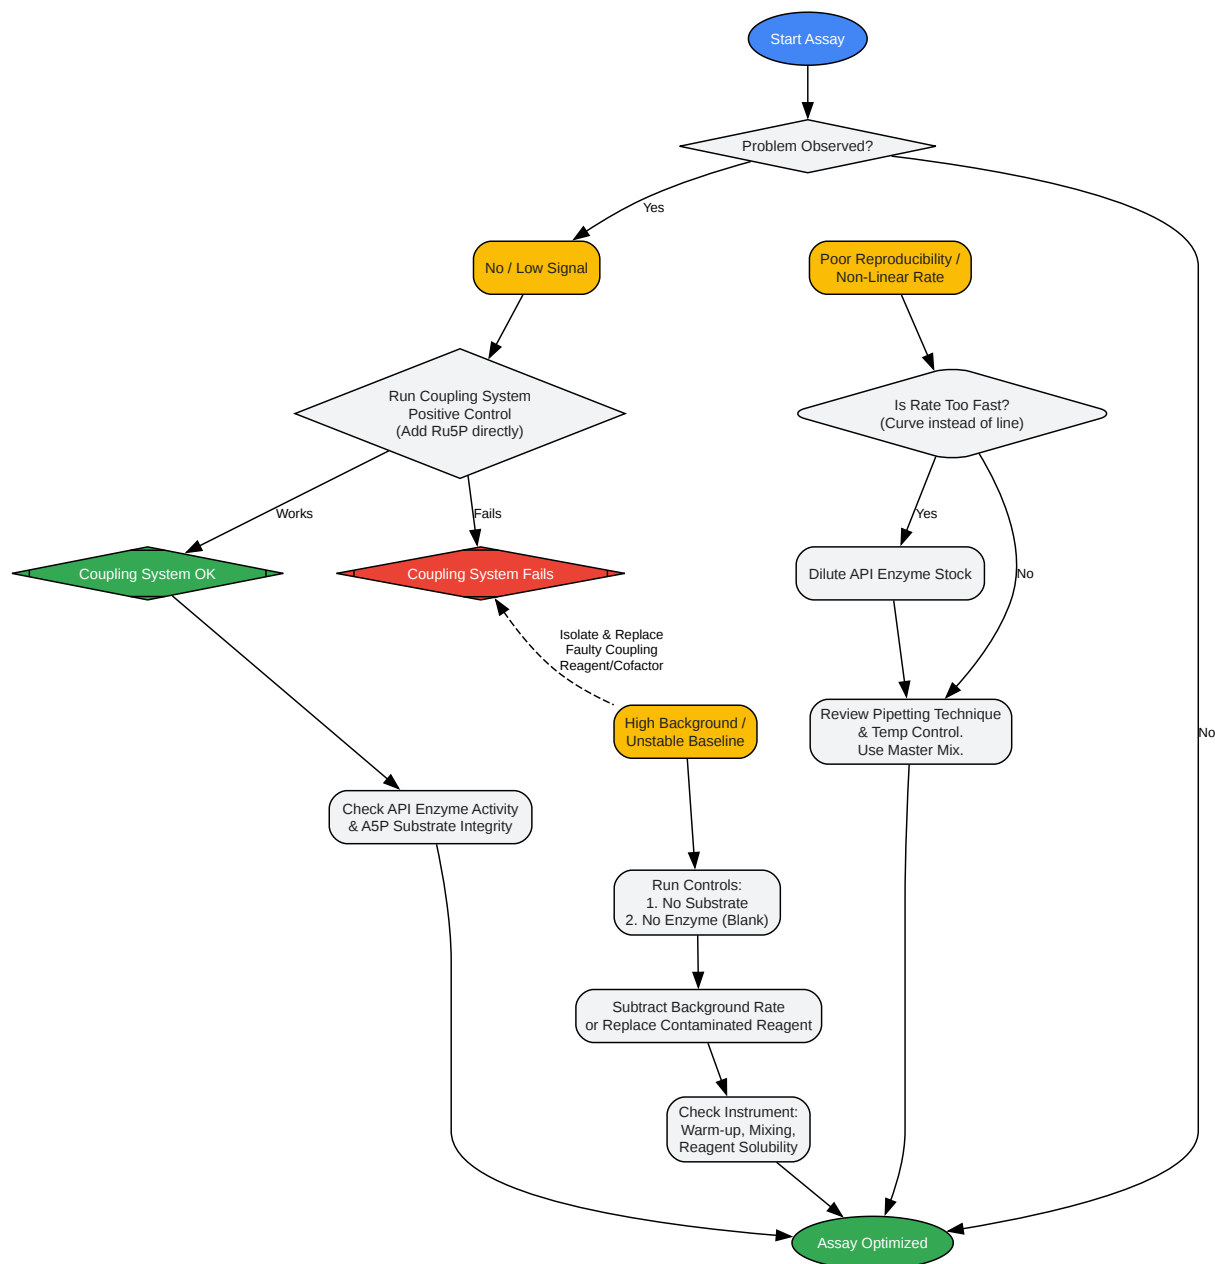 Start Assay
Problem Observed?
Yes
No / Low Signal
Poor Reproducibility /
Non-Linear Rate
Run Coupling System
Positive Control
(Add Ru5P directly)
Is Rate Too Fast?
(Curve instead of line)
Works
Fails
Yes
Coupling System OK
Coupling System Fails
Dilute API Enzyme Stock
No
Isolate & Replace
Faulty Coupling
Reagent/Cofactor
High Background /
Unstable Baseline
Review Pipetting Technique
& Temp Control.
Use Master Mix.
No
Check API Enzyme Activity
& A5P Substrate Integrity
Run Controls:
1. No Substrate
2. No Enzyme (Blank)
Subtract Background Rate
or Replace Contaminated Reagent
Check Instrument:
Warm-up, Mixing,
Reagent Solubility
Assay Optimized